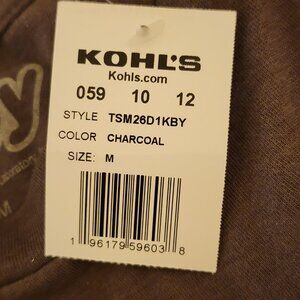 KOHL'S
Kohls.com
059 10 12
STYLE TSM26D1KBY
COLOR CHARCOAL
SIZE: M
1 96179 59603 8
M